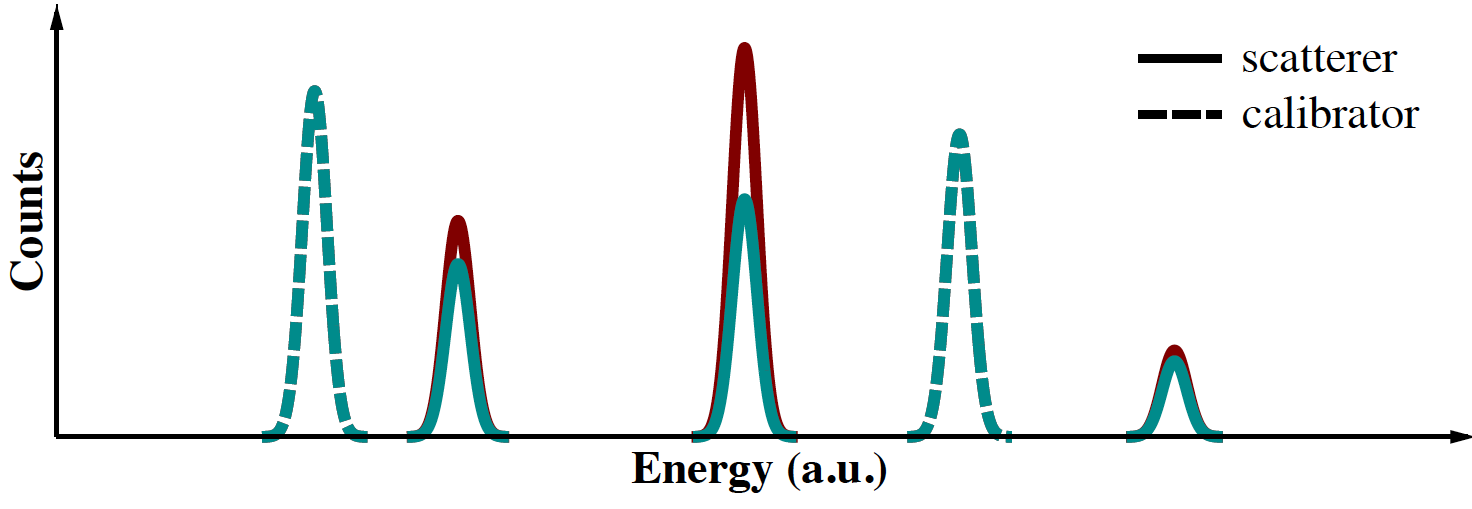 scatterer
calibrator
Counts
Energy (a.u.)